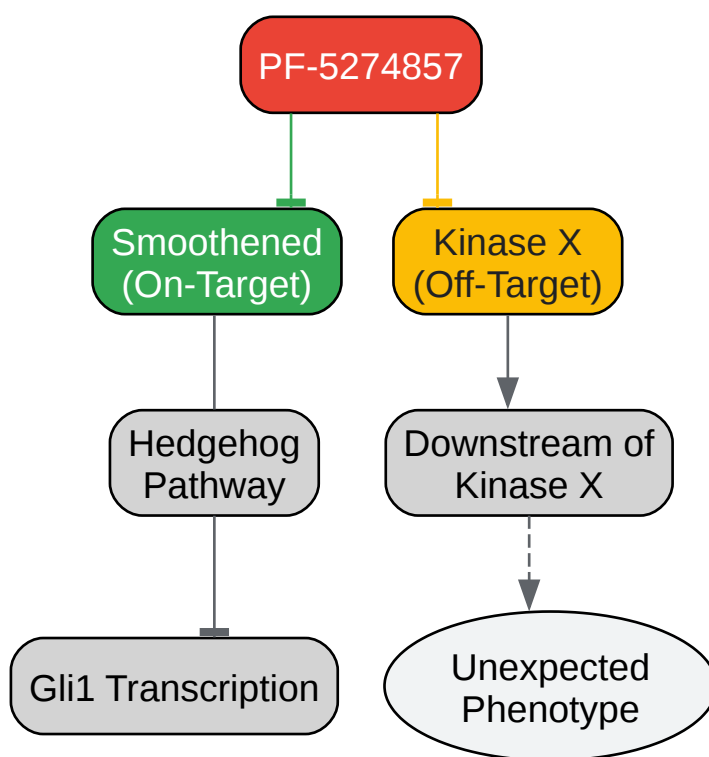 PF-5274857
Smoothened
(On-Target)
Kinase X
(Off-Target)
Hedgehog
Pathway
Downstream of
Kinase X
Gli1 Transcription
Unexpected
Phenotype